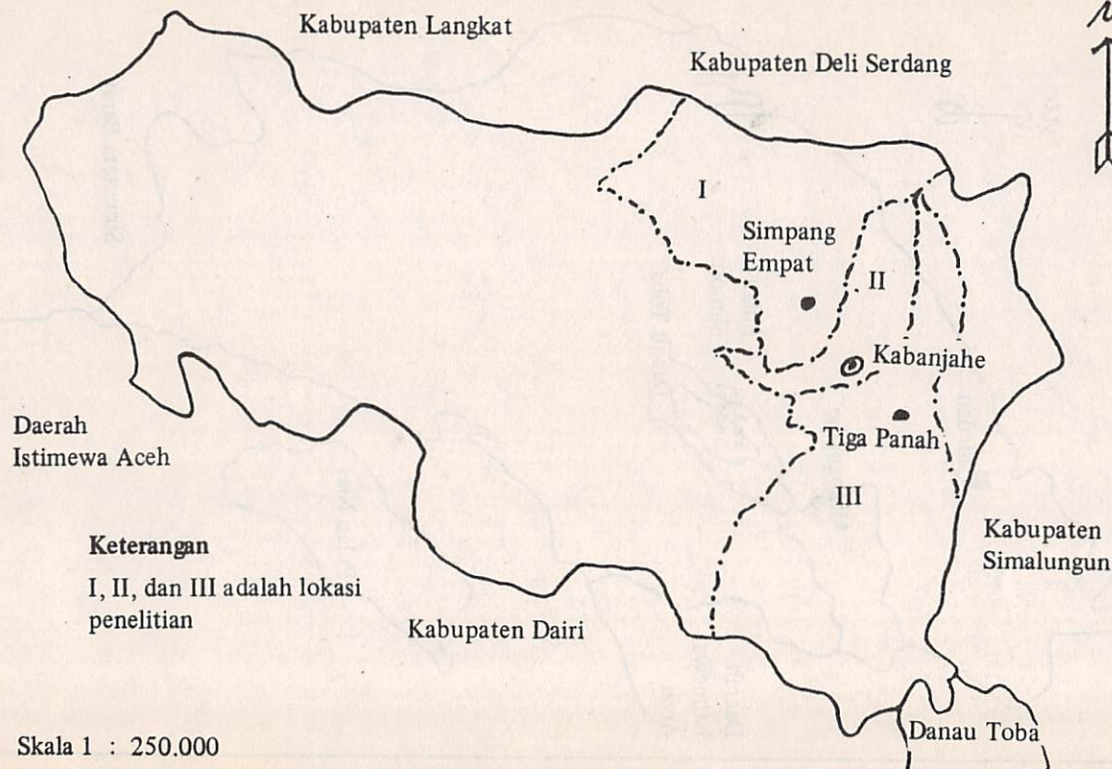 Kabupaten Langkat
Kabupaten Deli Serdang
I
Simpang
Empat
II
Kabanjahe
Tiga Panah
III
Daerah
Istimewa Aceh
Kabupaten
Simalungun
Keterangan
I, II, dan III adalah lokasi
penelitian
Kabupaten Dairi
Danau Toba
Skala 1 : 250.000